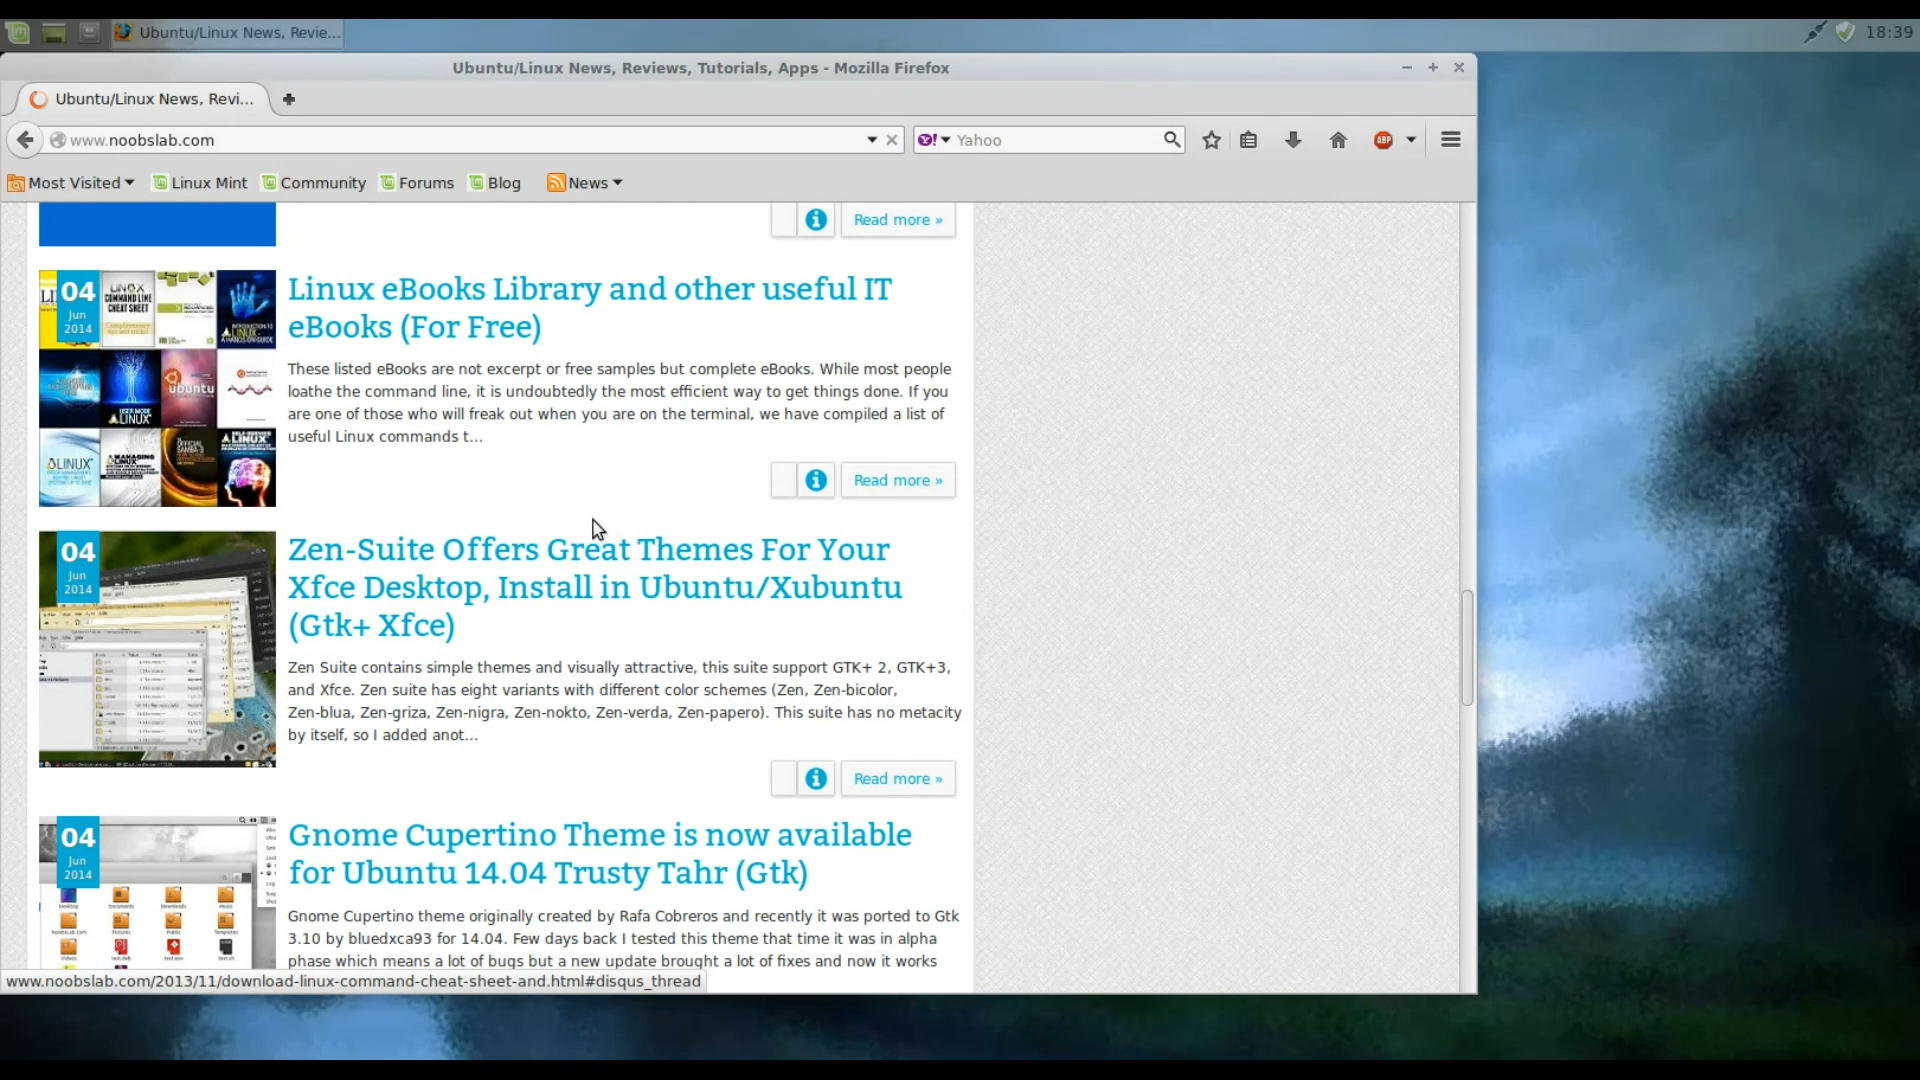 Ubuntu/Linux News, Revie...
18:39
Ubuntu/Linux News, Reviews, Tutorials, Apps - Mozilla Firefox
Ubuntu/Linux News, Revi...
www.noobslab.com
Yahoo
ABP
Most Visited
Linux Mint
Community
Forums
Blog
News
Read more »
04
Jun
2014
LINUX
COMMAND LINE
CHEAT SHEET
Linux eBooks Library and other useful IT
eBooks (For Free)
These listed eBooks are not excerpt or free samples but complete eBooks. While most people
loathe the command line, it is undoubtedly the most efficient way to get things done. If you
are one of those who will freak out when you are on the terminal, we have compiled a list of
useful Linux commands t...
ubuntu
USER MODE
LINUX
LINUX
MANAGING
LINUX
Read more »
04
Jun
2014
Zen-Suite Offers Great Themes For Your
Xfce Desktop, Install in Ubuntu/Xubuntu
(Gtk+ Xfce)
Zen Suite contains simple themes and visually attractive, this suite support GTK+ 2, GTK+3,
and Xfce. Zen suite has eight variants with different color schemes (Zen, Zen-bicolor,
Zen-blua, Zen-griza, Zen-nigra, Zen-nokto, Zen-verda, Zen-papero). This suite has no metacity
by itself, so I added anot...
Read more »
04
Jun
2014
Gnome Cupertino Theme is now available
for Ubuntu 14.04 Trusty Tahr (Gtk)
Gnome Cupertino theme originally created by Rafa Cobreros and recently it was ported to Gtk
3.10 by bluedxca93 for 14.04. Few days back I tested this theme that time it was in alpha
phase which means a lot of bugs but a new update brought a lot of fixes and now it works
www.noobslab.com/2013/11/download-linux-command-cheat-sheet-and.html#disqus_thread